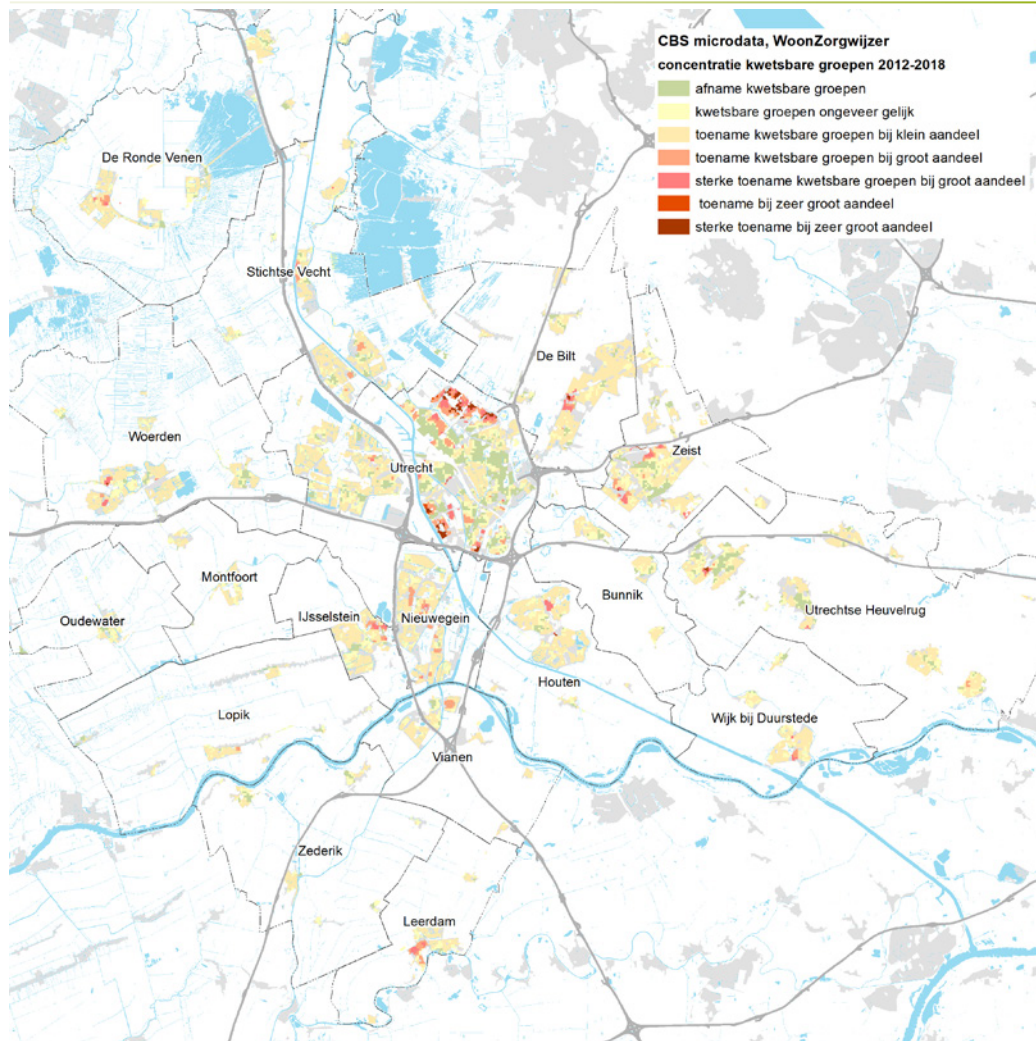 CBS microdata, WoonZorgwijzer
concentratie kwetsbare groepen 2012-2018
afname kwetsbare groepen
kwetsbare groepen ongeveer gelijk
toename kwetsbare groepen bij klein aandeel
toename kwetsbare groepen bij groot aandeel
sterke toename kwetsbare groepen bij groot aandeel
toename bij zeer groot aandeel
sterke toename bij zeer groot aandeel
De Ronde Venen
Stichtse Vecht
De Bilt
Woerden
Utrecht
Zeist
Montfoort
Bunnik
Oudewater
IJsselstein
Nieuwegein
Utrechtse Heuvelrug
Houten
Lopik
Wijk bij Duurstede
Vianen
Zederik
Leerdam